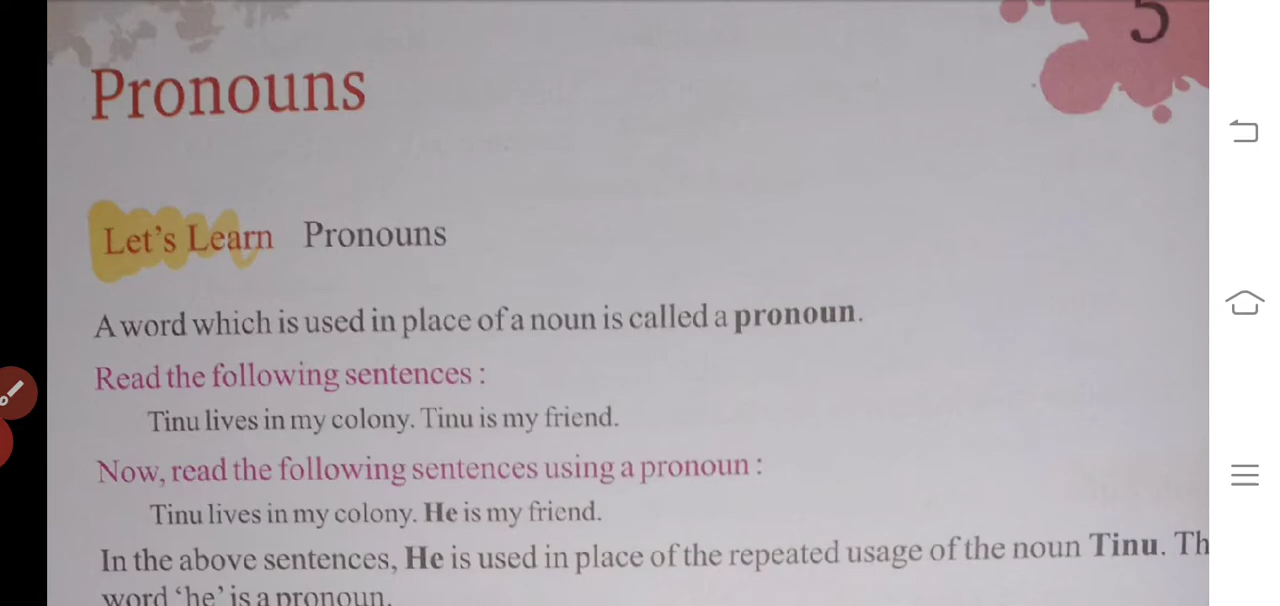 5
Pronouns
Let's Learn Pronouns
A word which is used in place of a noun is called a pronoun.
Read the following sentences :
Tinu lives in my colony. Tinu is my friend.
Now, read the following sentences using a pronoun :
Tinu lives in my colony. He is my friend.
In the above sentences, He is used in place of the repeated usage of the noun Tinu. Th
word 'he' is a pronoun.